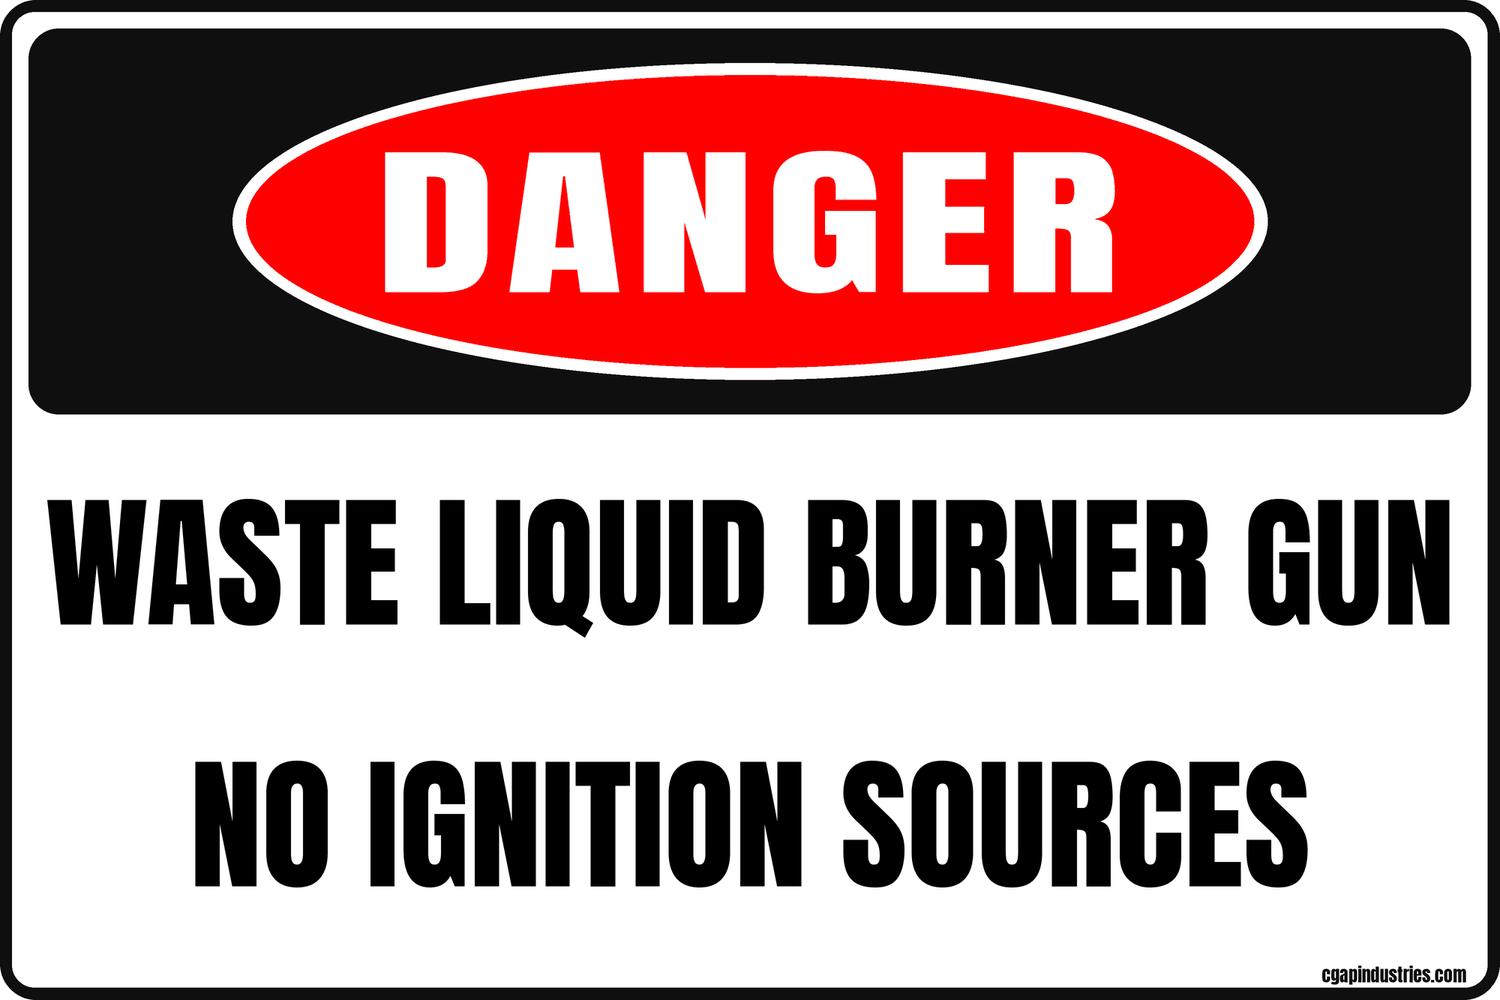 DANGER
WASTE LIQUID BURNER GUN
NO IGNITION SOURCES
cgapindustries.com